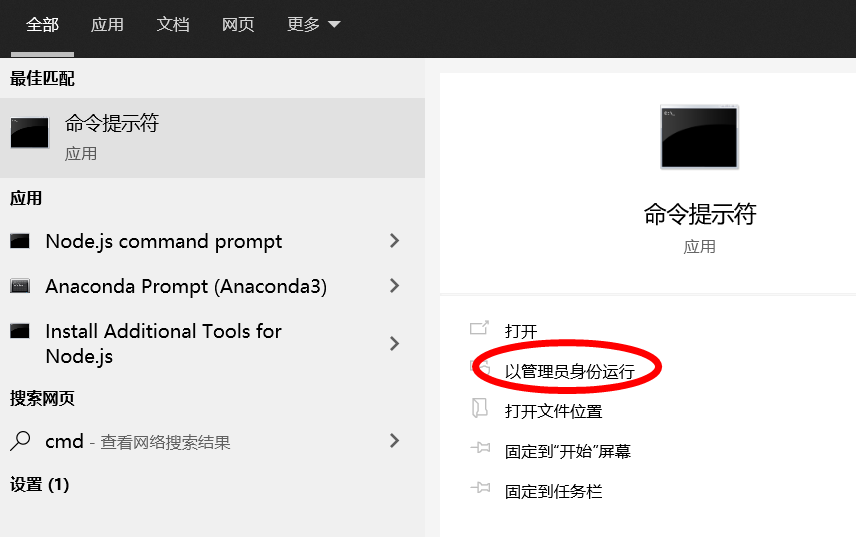 全部 应用 文档 网页 更多
最佳匹配
命令提示符
应用
应用
Node.js command prompt
Anaconda Prompt (Anaconda3)
Install Additional Tools for
Node.js
搜索网页
cmd - 查看网络搜索结果
设置 (1)
命令提示符
应用
打开
以管理员身份运行
打开文件位置
固定到“开始”屏幕
固定到任务栏